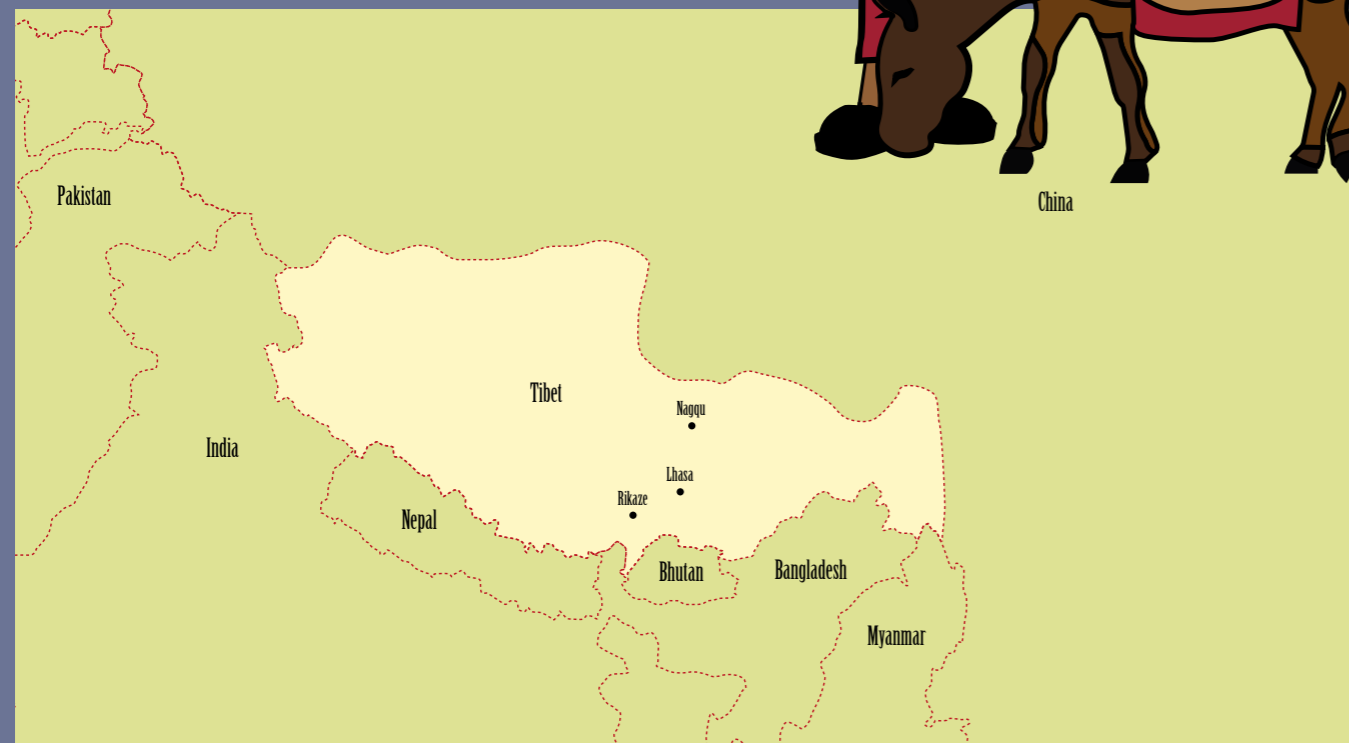 Pakistan
China
Tibet
Nagqu
India
Lhasa
Rikaze
Nepal
Bhutan
Bangladesh
Myanmar